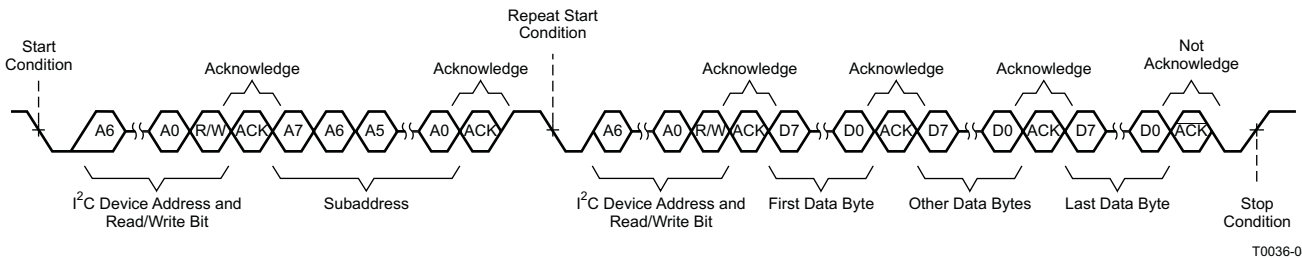 Repeat Start
Condition
Start
Condition
Not
Acknowledge
Acknowledge
Acknowledge
Acknowledge
Acknowledge
Acknowledge
A6 A0 R/W ACK A7 A6 A5 A0 ACK A6 A0 R/W ACK D7 D0 ACK D7 D0 ACK D7 D0 ACK
I²C Device Address and
Read/Write Bit
Subaddress
I²C Device Address and
Read/Write Bit
First Data Byte
Other Data Bytes
Last Data Byte
Stop
Condition
T0036-0